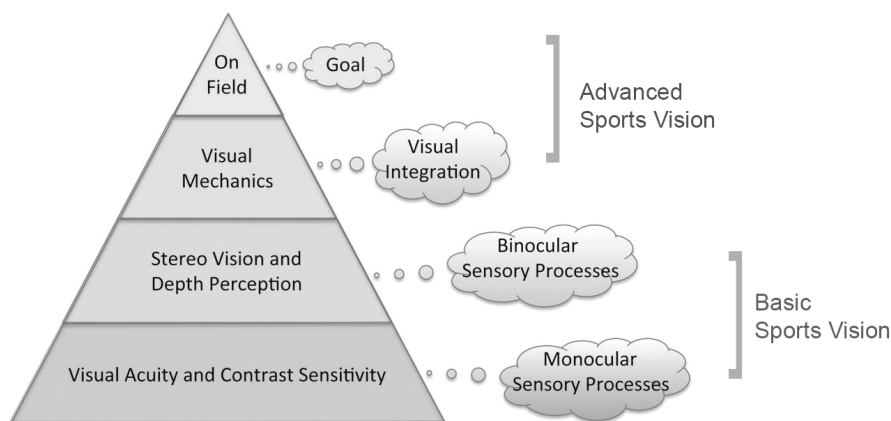 On
Field
Goal
Advanced
Sports Vision
Visual
Mechanics
Visual
Integration
Stereo Vision and
Depth Perception
Binocular
Sensory Processes
Basic
Sports Vision
Visual Acuity and Contrast Sensitivity
Monocular
Sensory Processes